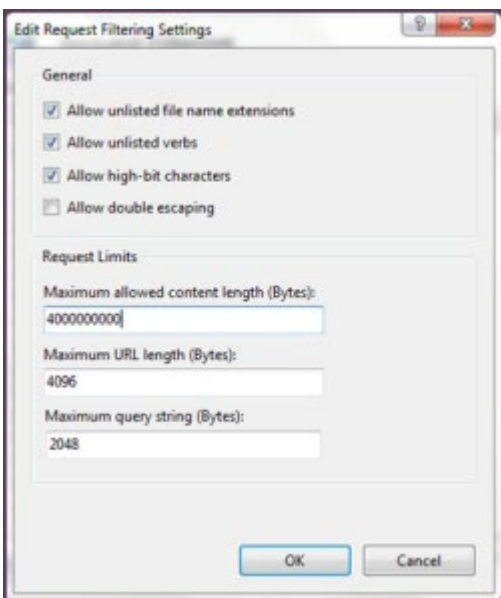 Edit Request Filtering Settings
General
Allow unlisted file name extensions
Allow unlisted verbs
Allow high-bit characters
Allow double escaping
Request Limits
Maximum allowed content length (Bytes):
4000000000
Maximum URL length (Bytes):
4096
Maximum query string (Bytes):
2048
OK Cancel